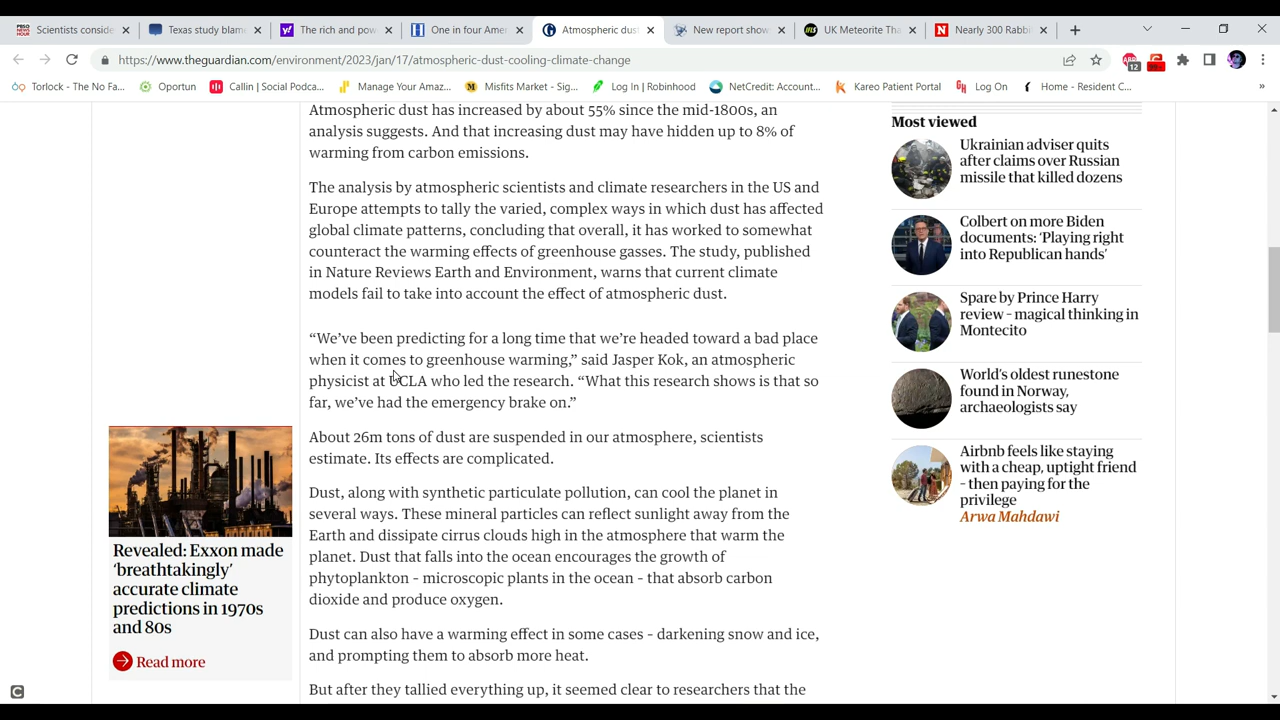 Scientists conside
Texas study blam
The rich and pow
One in four Ame
Atmospheric dust
New report show
UK Meteorite Tha
Nearly 300 Rabbi
https://www.theguardian.com/environment/2023/jan/17/atmospheric-dust-cooling-climate-change
12
99+
Torlock - The No Fa...
Oportun
Callin | Social Podca...
Manage Your Amaz...
Misfits Market - Sig...
Log In | Robinhood
NetCredit: Account...
Kareo Patient Portal
Log On
Home - Resident C...
»
Atmospheric dust has increased by about 55% since the mid-1800s, an
analysis suggests. And that increasing dust may have hidden up to 8% of
warming from carbon emissions.
The analysis by atmospheric scientists and climate researchers in the US and
Europe attempts to tally the varied, complex ways in which dust has affected
global climate patterns, concluding that overall, it has worked to somewhat
counteract the warming effects of greenhouse gasses. The study, published
in Nature Reviews Earth and Environment, warns that current climate
models fail to take into account the effect of atmospheric dust.
“We’ve been predicting for a long time that we’re headed toward a bad place
when it comes to greenhouse warming,” said Jasper Kok, an atmospheric
physicist at UCLA who led the research. “What this research shows is that so
far, we’ve had the emergency brake on.”
About 26m tons of dust are suspended in our atmosphere, scientists
estimate. Its effects are complicated.
Dust, along with synthetic particulate pollution, can cool the planet in
several ways. These mineral particles can reflect sunlight away from the
Earth and dissipate cirrus clouds high in the atmosphere that warm the
planet. Dust that falls into the ocean encourages the growth of
phytoplankton – microscopic plants in the ocean – that absorb carbon
dioxide and produce oxygen.
Dust can also have a warming effect in some cases – darkening snow and ice,
and prompting them to absorb more heat.
But after they tallied everything up, it seemed clear to researchers that the
Revealed: Exxon made
‘breathtakingly’
accurate climate
predictions in 1970s
and 80s
Read more
Most viewed
Ukrainian adviser quits
after claims over Russian
missile that killed dozens
Colbert on more Biden
documents: ‘Playing right
into Republican hands’
Spare by Prince Harry
review – magical thinking in
Montecito
World’s oldest runestone
found in Norway,
archaeologists say
Airbnb feels like staying
with a cheap, uptight friend
– then paying for the
privilege
Arwa Mahdawi